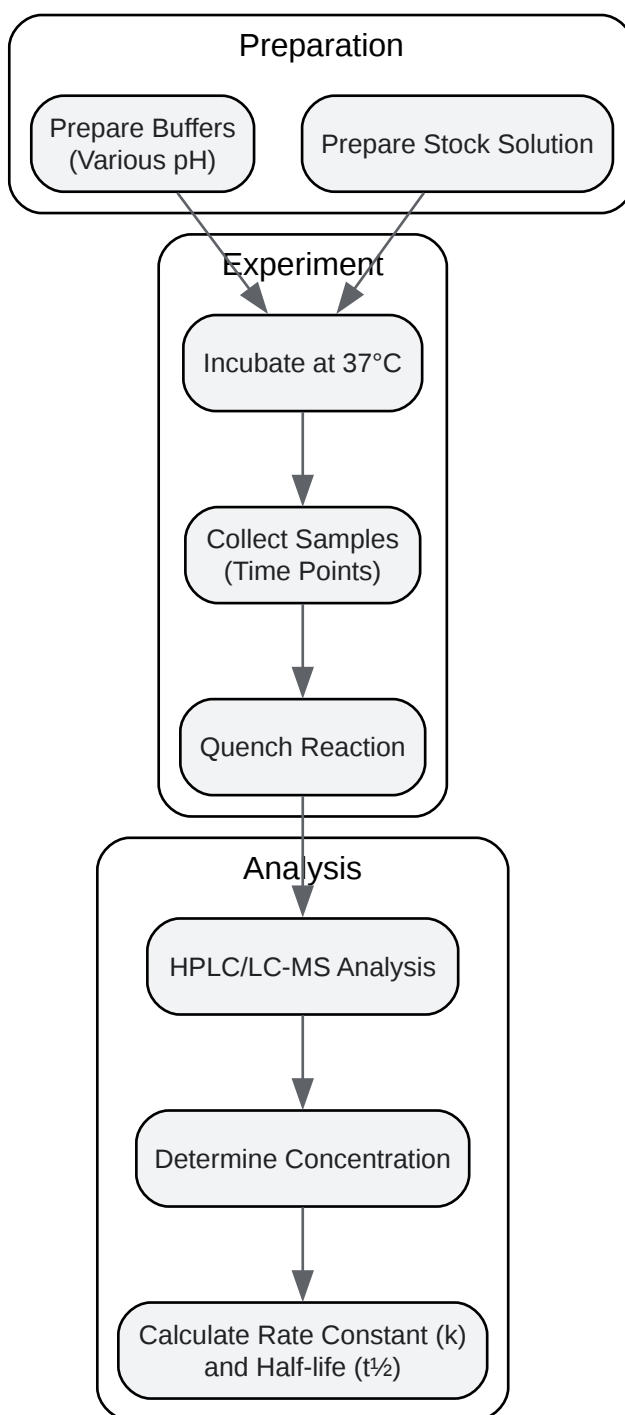 Preparation
Prepare Buffers
(Various pH)
Prepare Stock Solution
Experiment
Incubate at 37°C
Collect Samples
(Time Points)
Quench Reaction
Analysis
HPLC/LC-MS Analysis
Determine Concentration
Calculate Rate Constant (k)
and Half-life (t½)